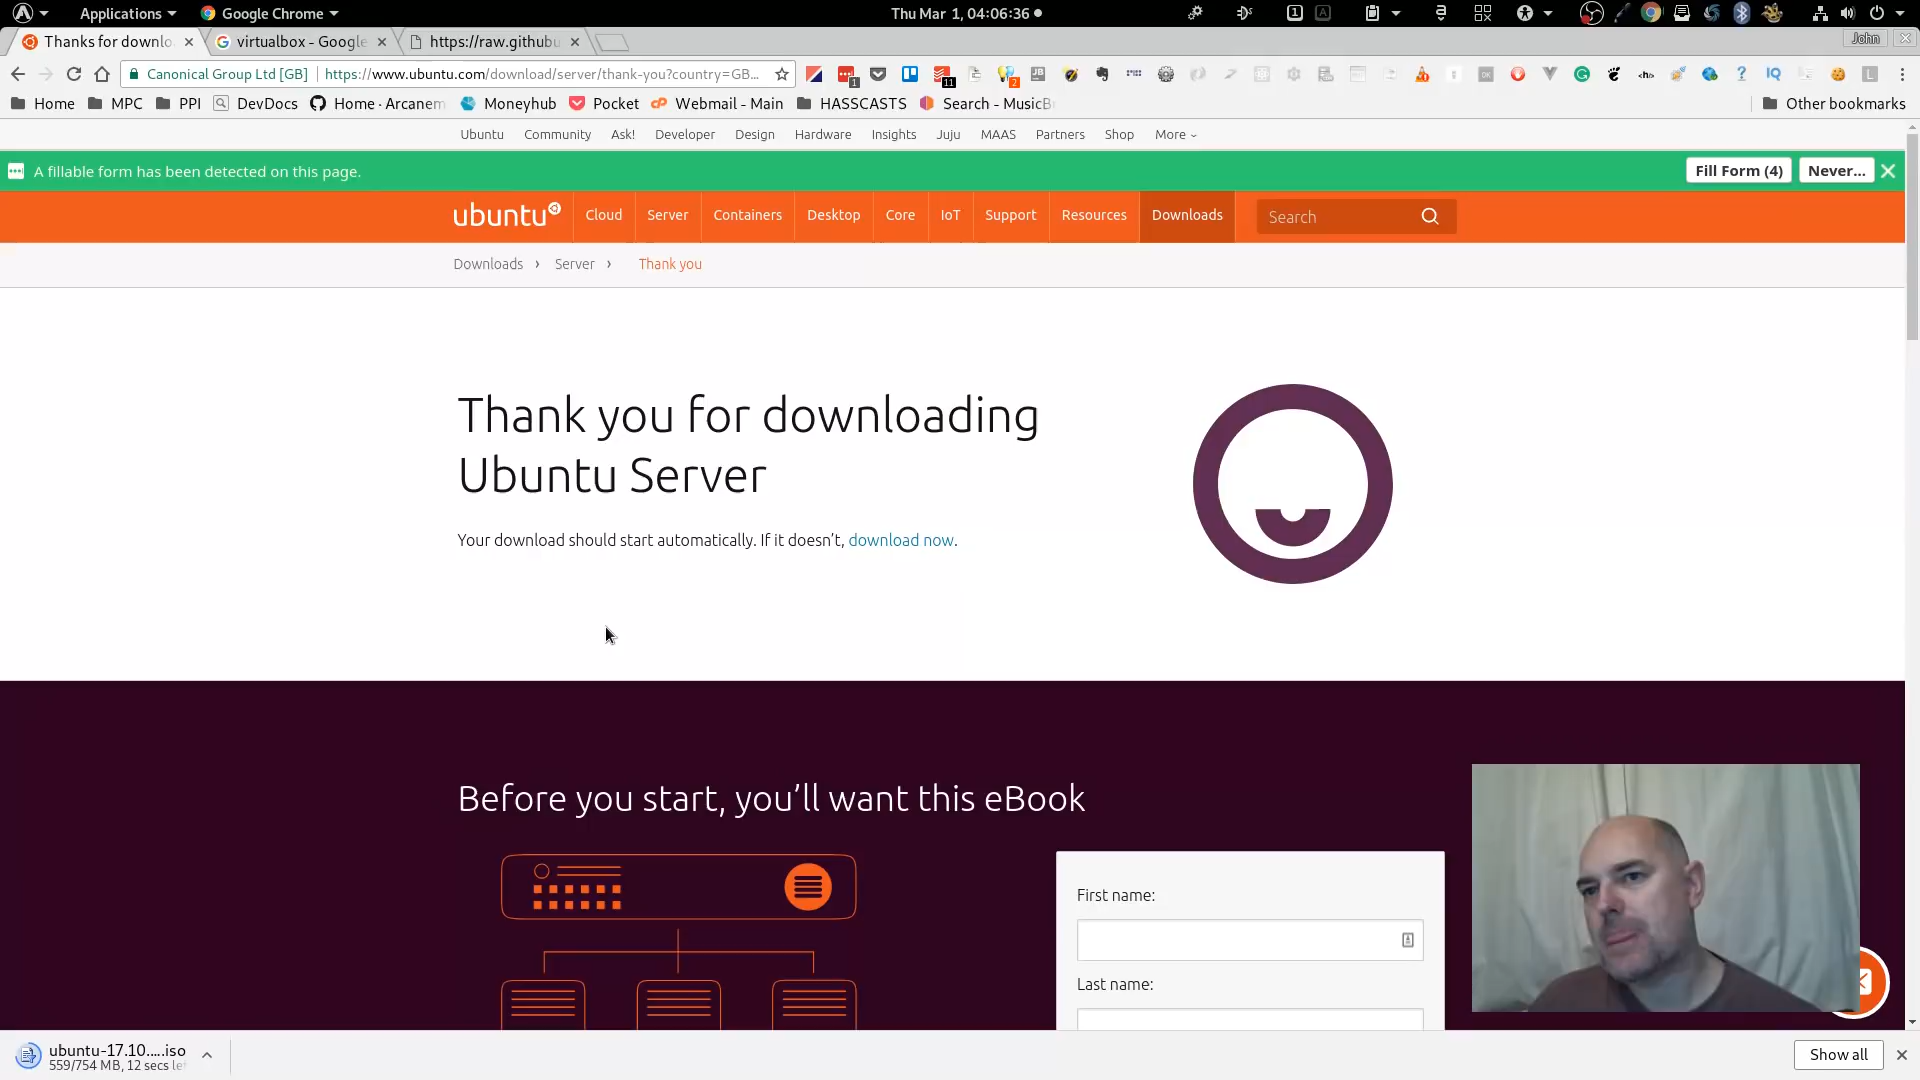 Applications
Google Chrome
Thu Mar 1, 04:06:36
Thanks for downlo
virtualbox - Google
https://raw.githubu
John
Canonical Group Ltd [GB]
https://www.ubuntu.com/download/server/thank-you?country=GB...
Home
MPC
PPI
DevDocs
Home · Arcanem
Moneyhub
Pocket
Webmail - Main
HASSCASTS
Search - MusicBr
Other bookmarks
Ubuntu
Community
Ask!
Developer
Design
Hardware
Insights
Juju
MAAS
Partners
Shop
More
A fillable form has been detected on this page.
Fill Form (4)
Never...
ubuntu
Cloud
Server
Containers
Desktop
Core
IoT
Support
Resources
Downloads
Search
Downloads › Server › Thank you
Thank you for downloading
Ubuntu Server
Your download should start automatically. If it doesn’t, download now.
Before you start, you’ll want this eBook
First name:
Last name:
ubuntu-17.10....iso
559/754 MB, 12 secs le
Show all